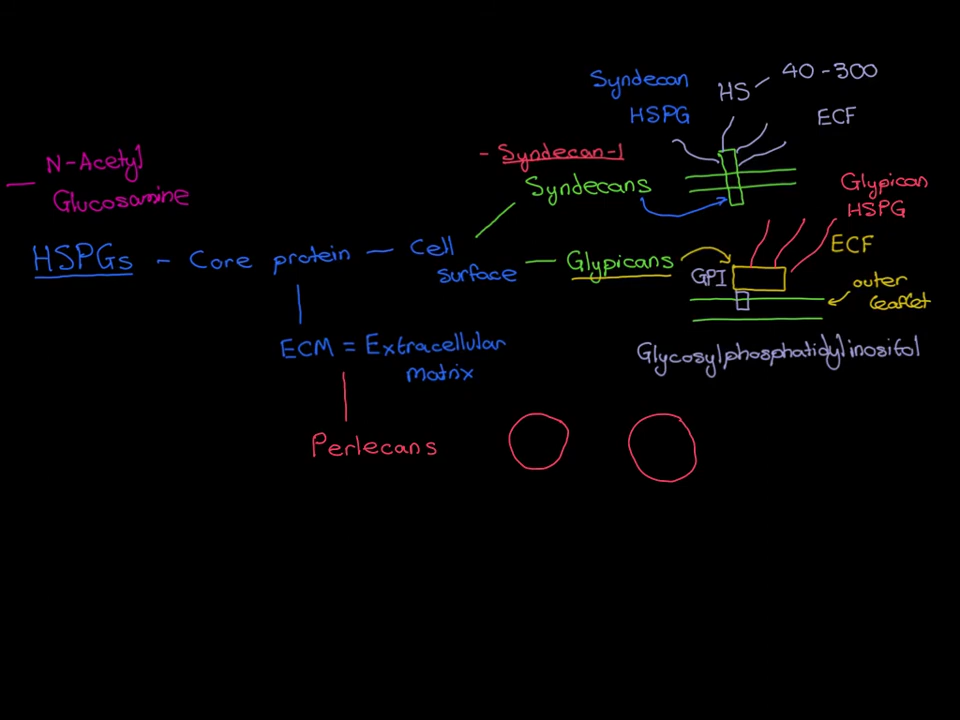 Syndecan
HSPG
HS
40-300
ECF
N-Acetyl
Glucosamine
- Syndecan-1
Syndecans
Glypican
HSPG
HSPGs - Core protein - Cell
surface
- Glypicans
GPI
ECF
outer
leaflet
Glycosylphosphatidylinositol
ECM = Extracellular
matrix
Perlecans